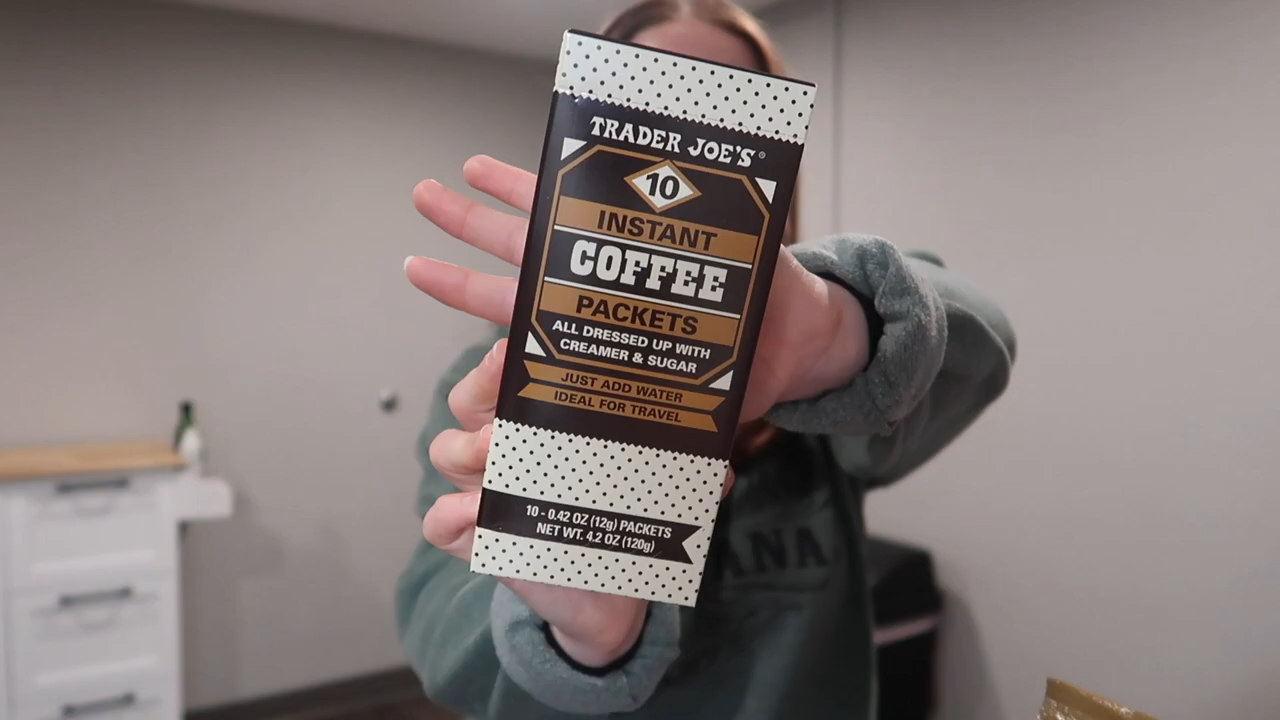 TRADER JOE'S®
10
INSTANT
COFFEE
PACKETS
ALL DRESSED UP WITH
CREAMER & SUGAR
JUST ADD WATER
IDEAL FOR TRAVEL
10 - 0.42 OZ (12g) PACKETS
NET WT. 4.2 OZ (120g)
ANA